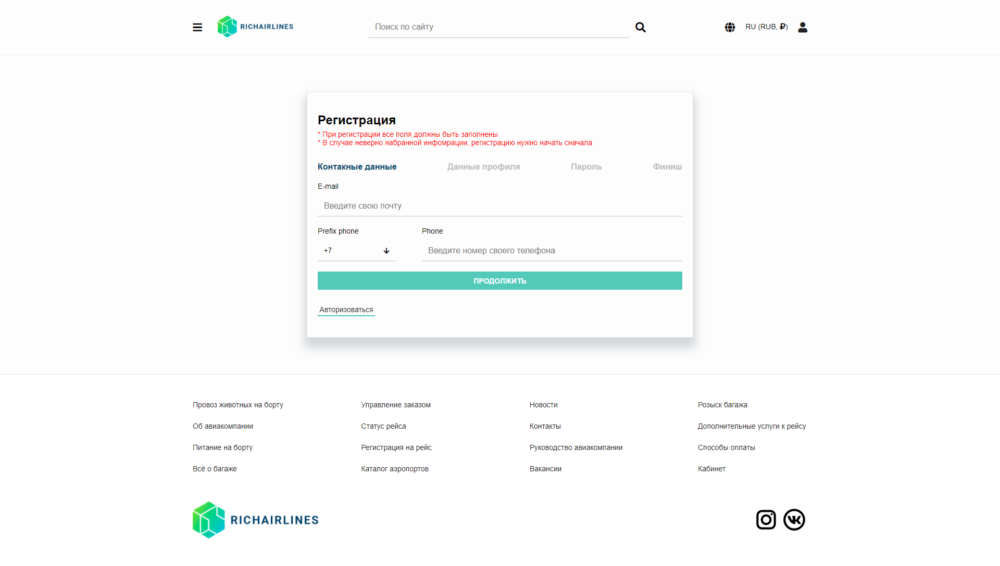 RICHAIRLINES
Поиск по сайту
RU (RUB, ₽)
Регистрация
* При регистрации все поля должны быть заполнены
* В случае неверно набранной инфомрации, регистрацию нужно начать сначала
Контакные данные Данные профиля Пароль Финиш
E-mail
Введите свою почту
Prefix phone Phone
+7 Введите номер своего телефона
ПРОДОЛЖИТЬ
Авторизоваться
Провоз животных на борту Управление заказом Новости Розыск багажа
Об авиакомпании Статус рейса Контакты Дополнительные услуги к рейсу
Питание на борту Регистрация на рейс Руководство авиакомпании Способы оплаты
Всё о багаже Каталог аэропортов Вакансии Кабинет
RICHAIRLINES